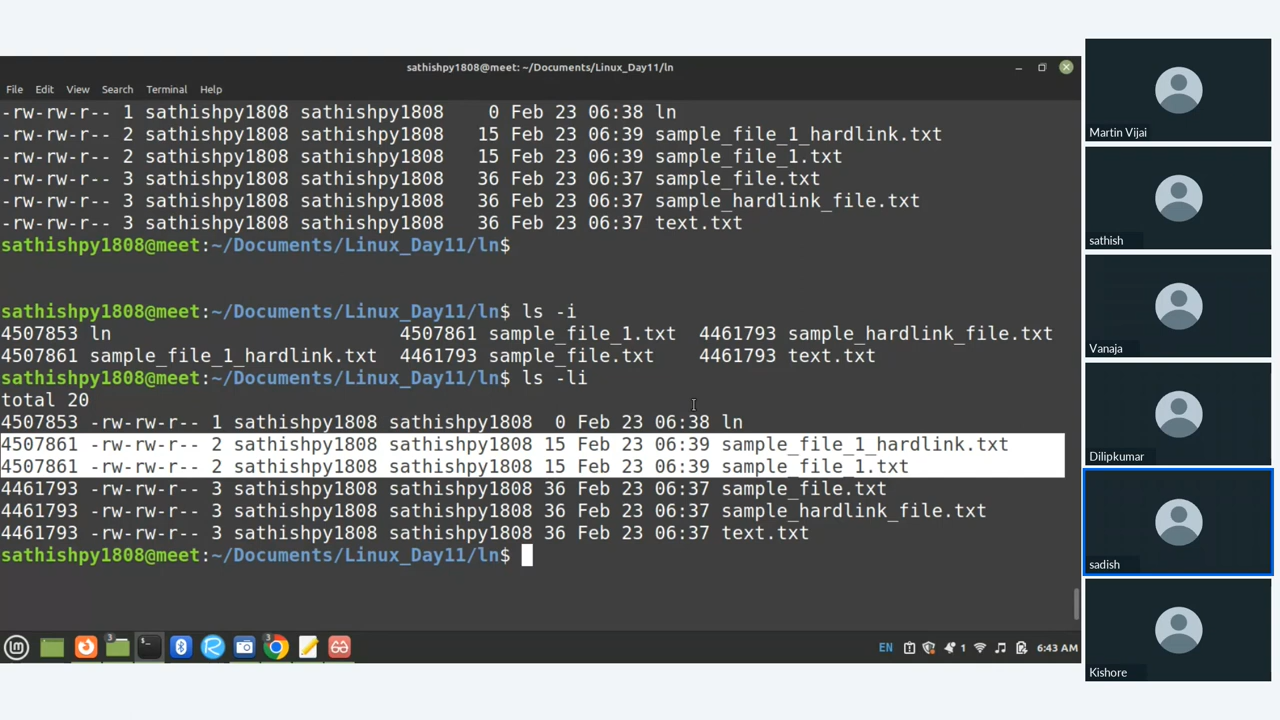 sathishpy1808@meet: ~/Documents/Linux_Day11/ln
File Edit View Search Terminal Help
-rw-rw-r-- 1 sathishpy1808 sathishpy1808 0 Feb 23 06:38 ln
-rw-rw-r-- 2 sathishpy1808 sathishpy1808 15 Feb 23 06:39 sample_file_1_hardlink.txt
-rw-rw-r-- 2 sathishpy1808 sathishpy1808 15 Feb 23 06:39 sample_file_1.txt
-rw-rw-r-- 3 sathishpy1808 sathishpy1808 36 Feb 23 06:37 sample_file.txt
-rw-rw-r-- 3 sathishpy1808 sathishpy1808 36 Feb 23 06:37 sample_hardlink_file.txt
-rw-rw-r-- 3 sathishpy1808 sathishpy1808 36 Feb 23 06:37 text.txt
sathishpy1808@meet:~/Documents/Linux_Day11/ln$
sathishpy1808@meet:~/Documents/Linux_Day11/ln$ ls -i
4507853 ln 4507861 sample_file_1.txt 4461793 sample_hardlink_file.txt
4507861 sample_file_1_hardlink.txt 4461793 sample_file.txt 4461793 text.txt
sathishpy1808@meet:~/Documents/Linux_Day11/ln$ ls -li
total 20
4507853 -rw-rw-r-- 1 sathishpy1808 sathishpy1808 0 Feb 23 06:38 ln
4507861 -rw-rw-r-- 2 sathishpy1808 sathishpy1808 15 Feb 23 06:39 sample_file_1_hardlink.txt
4507861 -rw-rw-r-- 2 sathishpy1808 sathishpy1808 15 Feb 23 06:39 sample_file_1.txt
4461793 -rw-rw-r-- 3 sathishpy1808 sathishpy1808 36 Feb 23 06:37 sample_file.txt
4461793 -rw-rw-r-- 3 sathishpy1808 sathishpy1808 36 Feb 23 06:37 sample_hardlink_file.txt
4461793 -rw-rw-r-- 3 sathishpy1808 sathishpy1808 36 Feb 23 06:37 text.txt
sathishpy1808@meet:~/Documents/Linux_Day11/ln$
3 3 EN 1 6:43 AM
Martin Vijai
sathish
Vanaja
Dilipkumar
sadish
Kishore